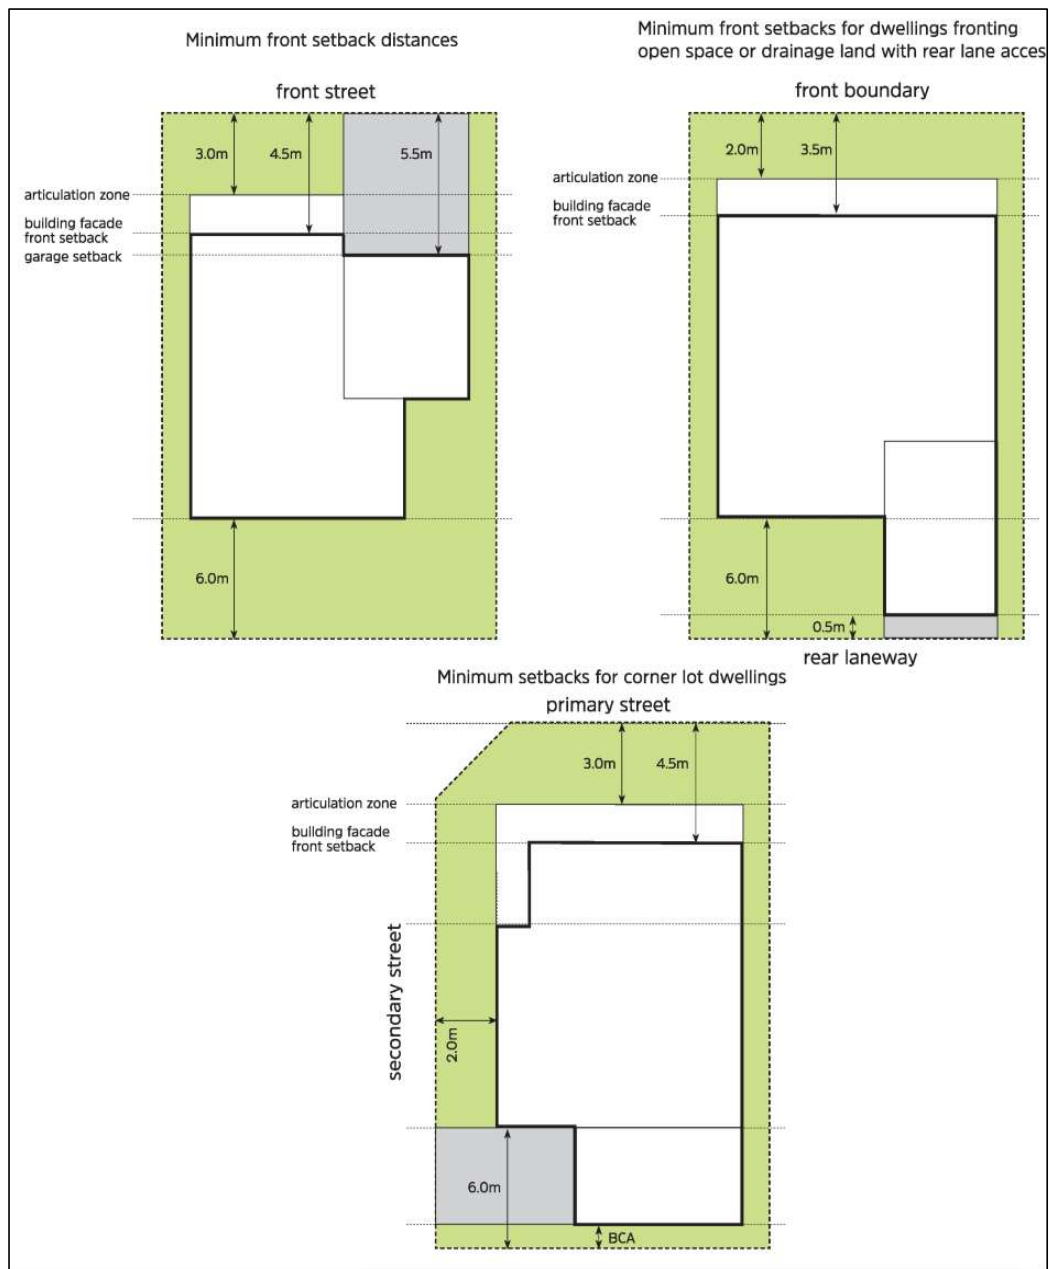 Minimum front setback distances
front street
3.0m
4.5m
5.5m
articulation zone
building facade
front setback
garage setback
6.0m
Minimum front setbacks for dwellings fronting
open space or drainage land with rear lane acces
front boundary
2.0m
3.5m
articulation zone
building facade
front setback
6.0m
0.5m
rear laneway
Minimum setbacks for corner lot dwellings
primary street
3.0m
4.5m
articulation zone
building facade
front setback
secondary street
2.0m
6.0m
BCA